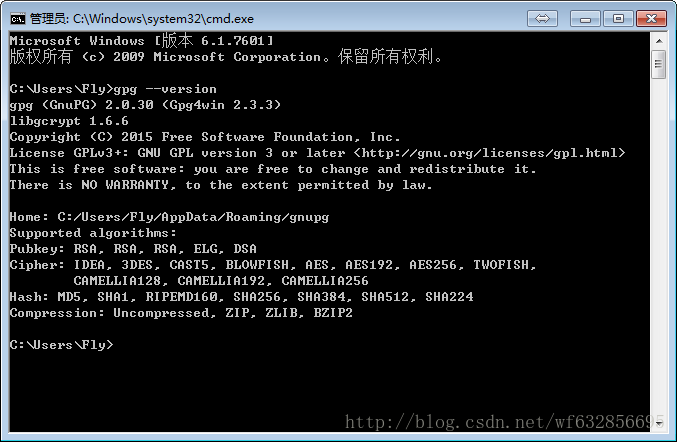 管理员: C:\Windows\system32\cmd.exe
Microsoft Windows [版本 6.1.7601]
版权所有 (c) 2009 Microsoft Corporation。保留所有权利。
C:\Users\Fly>gpg --version
gpg (GnuPG) 2.0.30 (Gpg4win 2.3.3)
libgcrypt 1.6.6
Copyright (C) 2015 Free Software Foundation, Inc.
License GPLv3+: GNU GPL version 3 or later <http://gnu.org/licenses/gpl.html>
This is free software: you are free to change and redistribute it.
There is NO WARRANTY, to the extent permitted by law.
Home: C:/Users/Fly/AppData/Roaming/gnupg
Supported algorithms:
Pubkey: RSA, RSA, RSA, ELG, DSA
Cipher: IDEA, 3DES, CAST5, BLOWFISH, AES, AES192, AES256, TWOFISH,
CAMELLIA128, CAMELLIA192, CAMELLIA256
Hash: MD5, SHA1, RIPEMD160, SHA256, SHA384, SHA512, SHA224
Compression: Uncompressed, ZIP, ZLIB, BZIP2
C:\Users\Fly>
http://blog.csdn.net/wf632856695